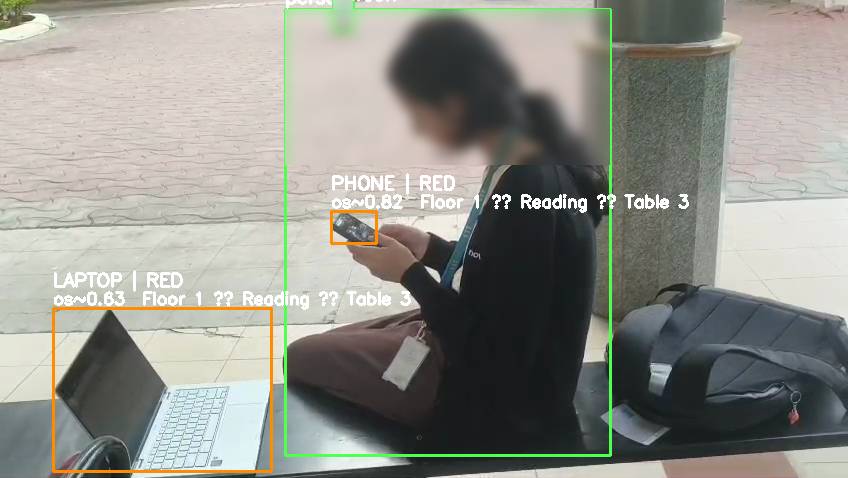 PHONE | RED
os~0.82 Floor 1 ?? Reading ?? Table 3
LAPTOP | RED
os~0.63 Floor 1 ?? Reading ?? Table 3